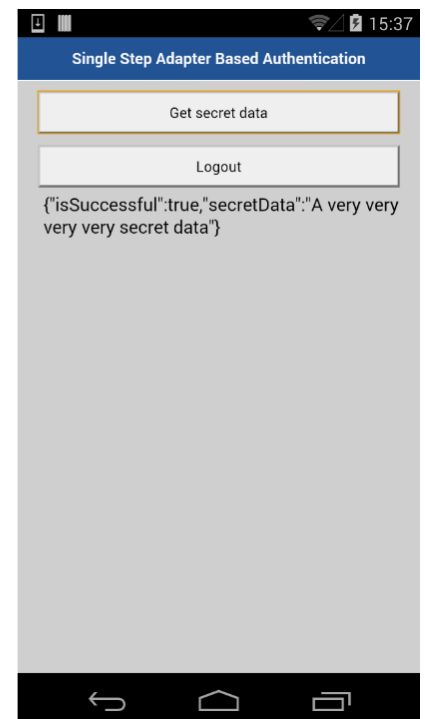 15:37
Single Step Adapter Based Authentication
Get secret data
Logout
{"isSuccessful":true,"secretData":"A very very
very very secret data"}